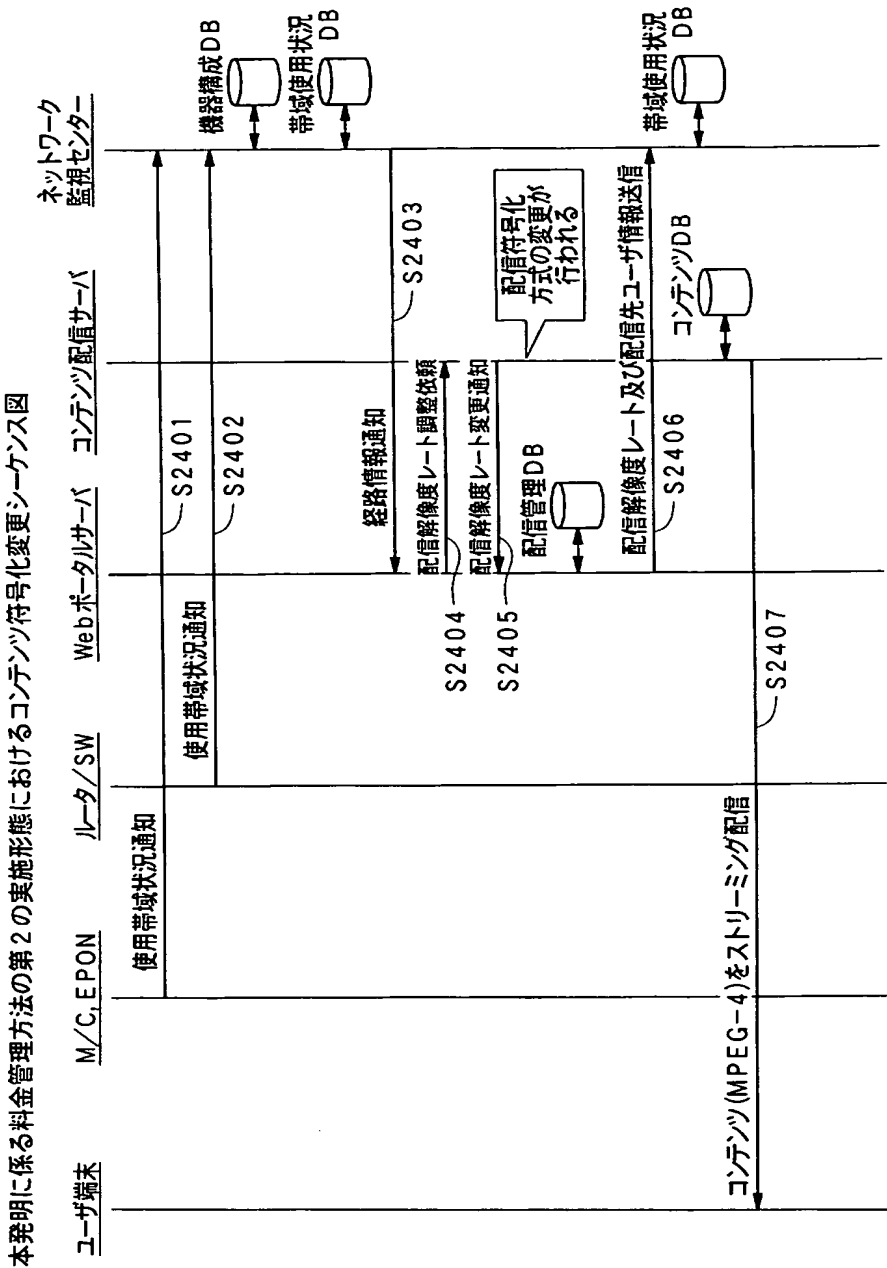 本発明に係る料金管理方法の第2の実施形態におけるコンテンツ符号化変更シーケンス図
ユーザ端末
M/C,EPON
ルータ/SW
Webポータルサーバ
コンテンツ配信サーバ
ネットワーク
監視センター
使用帯域状況通知
S2401
使用帯域状況通知
S2402
機器構成DB
帯域使用状況
DB
経路情報通知
S2403
配信解像度レート調整依頼
S2404
配信解像度レート変更通知
S2405
配信符号化
方式の変更が
行われる
配信管理DB
配信解像度レート及び配信先ユーザ情報送信
S2406
帯域使用状況
DB
コンテンツDB
コンテンツ(MPEG-4)をストリーミング配信
S2407